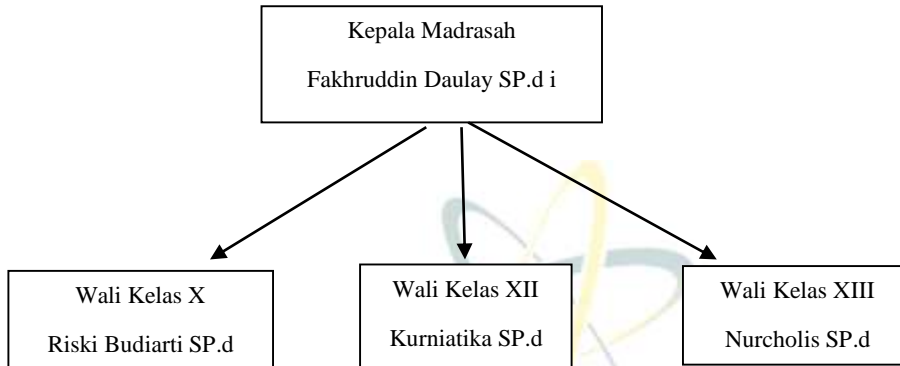 Kepala Madrasah
Fakhruddin Daulay SP.d i
Wali Kelas X
Riski Budiarti SP.d
Wali Kelas XII
Kurniatika SP.d
Wali Kelas XIII
Nurcholis SP.d